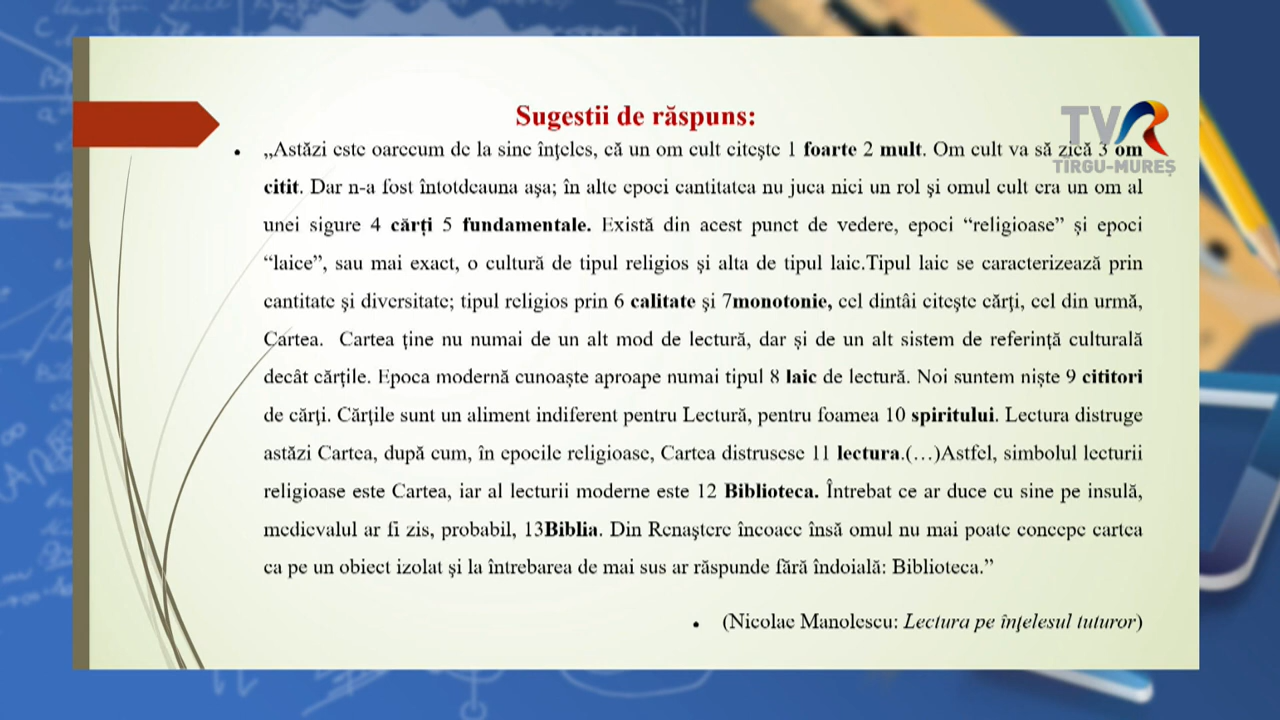 Sugestii de răspuns:
TVR
TÎRGU-MUREȘ
• „Astăzi este oarecum de la sine înţeles, că un om cult citeşte 1 foarte 2 mult. Om cult va să zică 3 om
citit. Dar n-a fost întotdeauna aşa; în alte epoci cantitatea nu juca nici un rol şi omul cult era un om al
unei sigure 4 cărți 5 fundamentale. Există din acest punct de vedere, epoci “religioase” și epoci
“laice”, sau mai exact, o cultură de tipul religios şi alta de tipul laic.Tipul laic se caracterizează prin
cantitate şi diversitate; tipul religios prin 6 calitate şi 7monotonie, cel dintâi citeşte cărţi, cel din urmă,
Cartea. Cartea ţine nu numai de un alt mod de lectură, dar și de un alt sistem de referinţă culturală
decât cărţile. Epoca modernă cunoaşte aproape numai tipul 8 laic de lectură. Noi suntem nişte 9 cititori
de cărţi. Cărţile sunt un aliment indiferent pentru Lectură, pentru foamea 10 spiritului. Lectura distruge
astăzi Cartea, după cum, în epocile religioase, Cartea distrusese 11 lectura.(…)Astfel, simbolul lecturii
religioase este Cartea, iar al lecturii moderne este 12 Biblioteca. Întrebat ce ar duce cu sine pe insulă,
medievalul ar fi zis, probabil, 13Biblia. Din Renaştere încoace însă omul nu mai poate concepe cartea
ca pe un obiect izolat şi la întrebarea de mai sus ar răspunde fără îndoială: Biblioteca.”
• (Nicolae Manolescu: Lectura pe înţelesul tuturor)